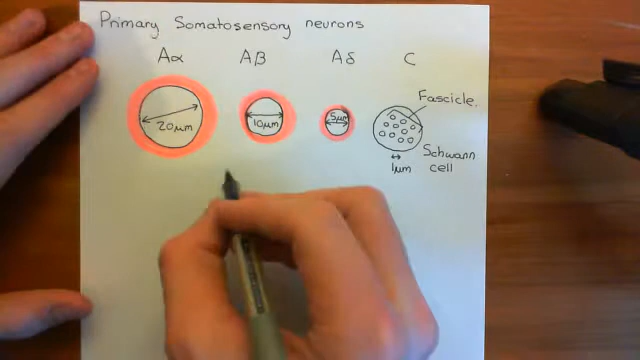 Primary Somatosensory neurons
Aα Aβ Aδ C
Fascicle.
20μm 10μm 5μm
Schwann cell
1μm